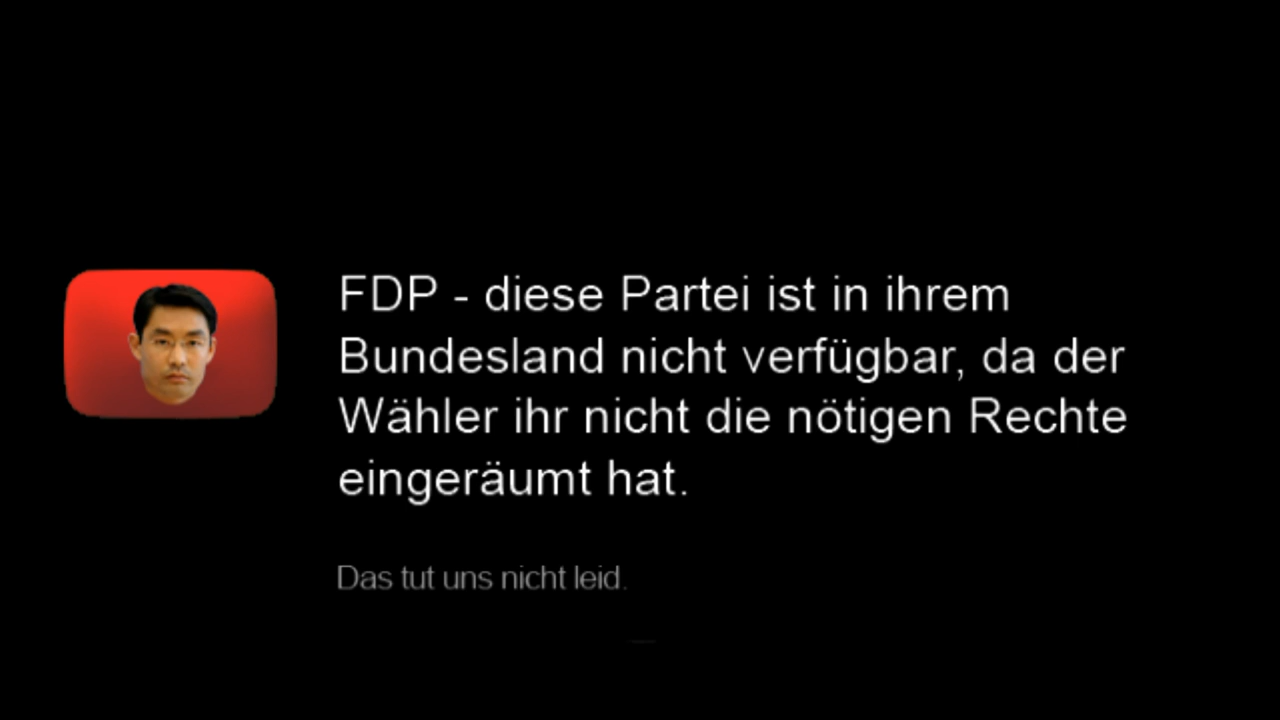 FDP - diese Partei ist in ihrem
Bundesland nicht verfügbar, da der
Wähler ihr nicht die nötigen Rechte
eingeräumt hat.
Das tut uns nicht leid.